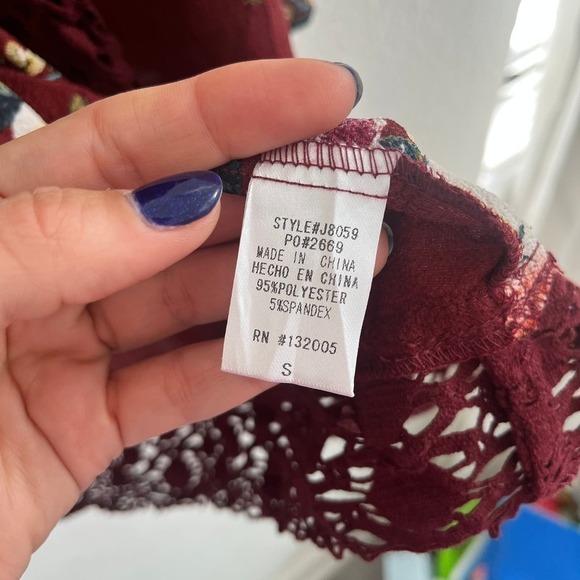 STYLE#J8059
PO#2669
MADE IN CHINA
HECHO EN CHINA
95%POLYESTER
5%SPANDEX
RN #132005
S